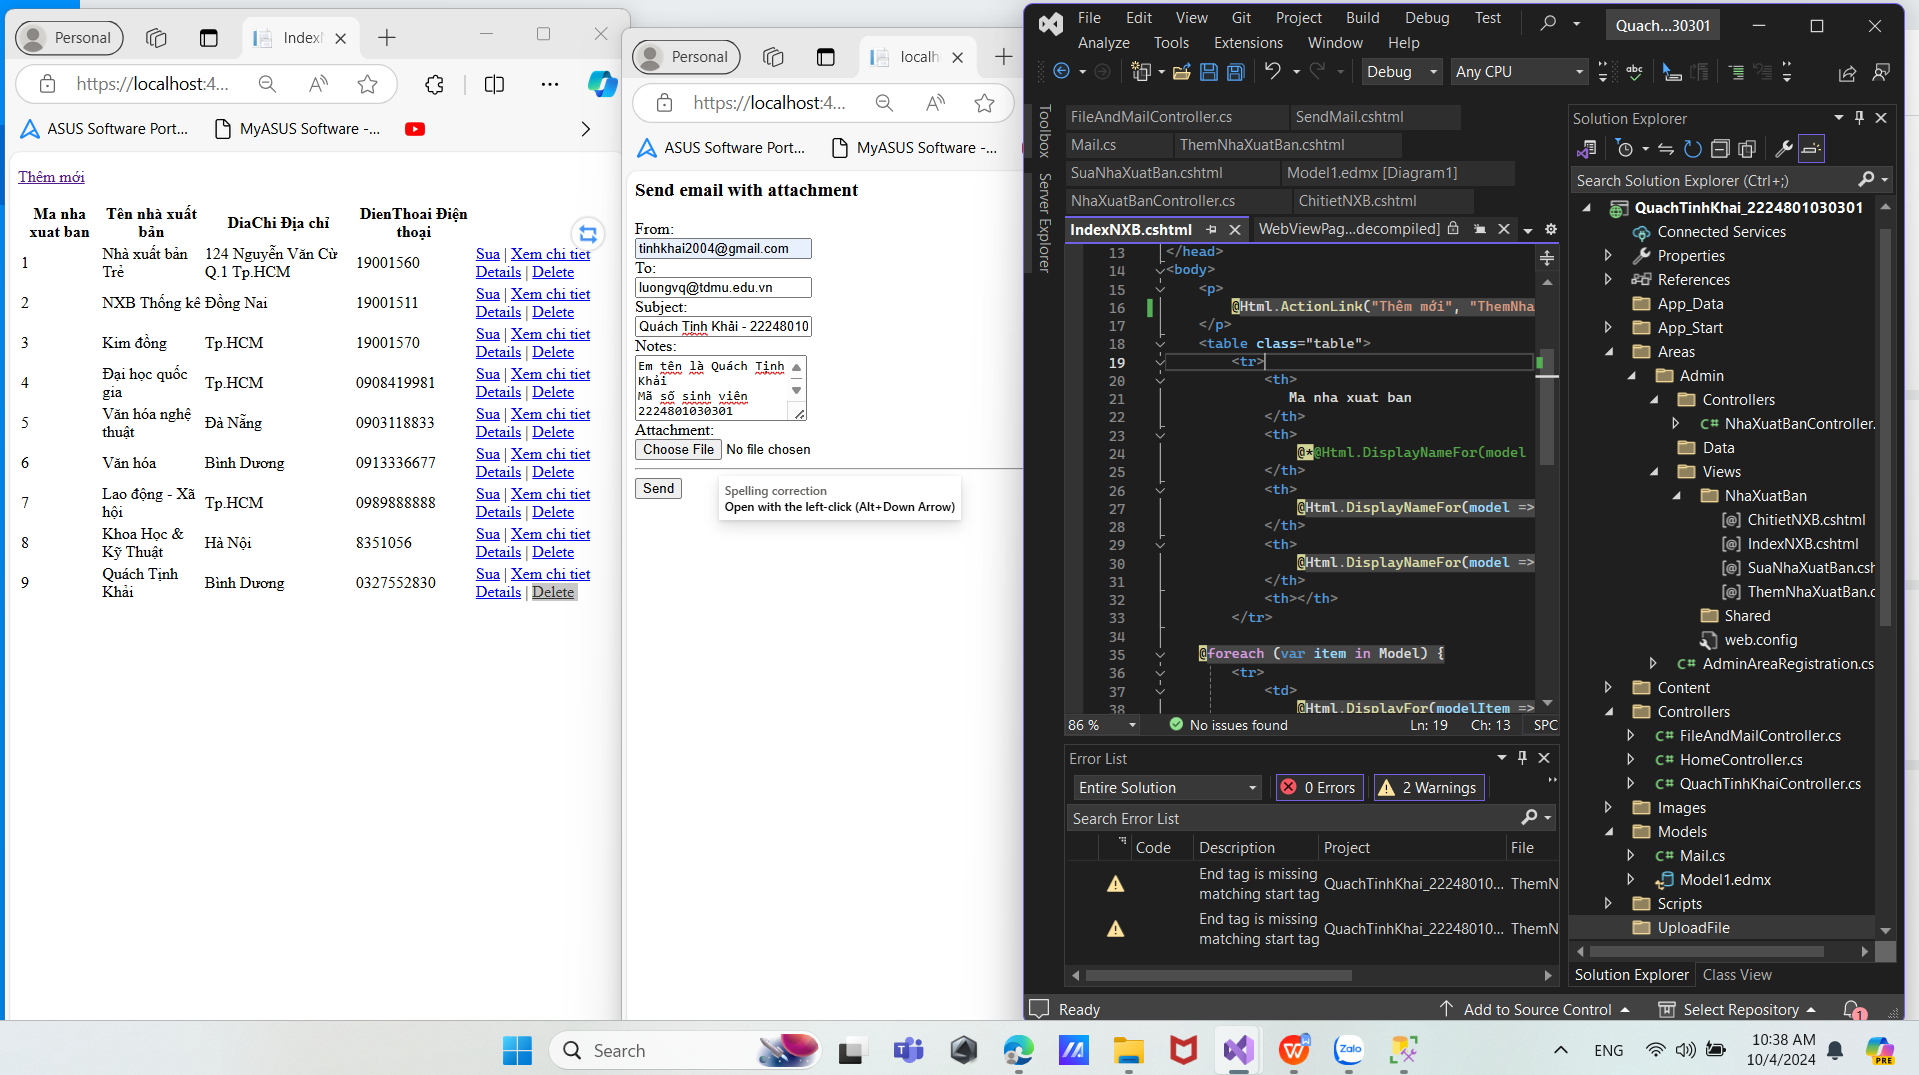 Personal
IndexN
https://localhost:4...
ASUS Software Port...
MyASUS Software -...
Thêm mới
Ma nha xuat ban
Tên nhà xuất bản
DiaChi Địa chỉ
DienThoai Điện thoại
1 Nhà xuất bản Trẻ 124 Nguyễn Văn Cừ Q.1 Tp.HCM 19001560 Sua | Xem chi tiet Details | Delete
2 NXB Thống kê Đồng Nai 19001511 Sua | Xem chi tiet Details | Delete
3 Kim đồng Tp.HCM 19001570 Sua | Xem chi tiet Details | Delete
4 Đại học quốc gia Tp.HCM 0908419981 Sua | Xem chi tiet Details | Delete
5 Văn hóa nghệ thuật Đà Nẵng 0903118833 Sua | Xem chi tiet Details | Delete
6 Văn hóa Bình Dương 0913336677 Sua | Xem chi tiet Details | Delete
7 Lao động - Xã hội Tp.HCM 0989888888 Sua | Xem chi tiet Details | Delete
8 Khoa Học & Kỹ Thuật Hà Nội 8351056 Sua | Xem chi tiet Details | Delete
9 Quách Tịnh Khải Bình Dương 0327552830 Sua | Xem chi tiet Details | Delete
Personal
localh
https://localhost:4...
ASUS Software Port...
MyASUS Software -...
Send email with attachment
From:
tinhkhai2004@gmail.com
To:
luongvq@tdmu.edu.vn
Subject:
Quách Tịnh Khải - 22248010
Notes:
Em tên là Quách Tịnh
Khải
Mã số sinh viên
2224801030301
Attachment:
Choose File No file chosen
Send
Spelling correction
Open with the left-click (Alt+Down Arrow)
File Edit View Git Project Build Debug Test
Analyze Tools Extensions Window Help
Quach...30301
Debug
Any CPU
Toolbox
Server Explorer
FileAndMailController.cs
SendMail.cshtml
Mail.cs
ThemNhaXuatBan.cshtml
SuaNhaXuatBan.cshtml
Model1.edmx [Diagram1]
NhaXuatBanController.cs
ChitietNXB.cshtml
IndexNXB.cshtml
WebViewPag...decompiled]
13 </head>
14 <body>
15 <p>
16 @Html.ActionLink("Thêm mới", "ThemNha
17 </p>
18 <table class="table">
19 <tr>
20 <th>
21 Ma nha xuat ban
22 </th>
23 <th>
24 @*@Html.DisplayNameFor(model
25 </th>
26 <th>
27 @Html.DisplayNameFor(model =>
28 </th>
29 <th>
30 @Html.DisplayNameFor(model =>
31 </th>
32 <th></th>
33 </tr>
34
35 @foreach (var item in Model) {
36 <tr>
37 <td>
38 @Html.DisplayFor(modelItem =>
86 %
No issues found
Ln: 19 Ch: 13 SPC
Error List
Entire Solution
0 Errors
2 Warnings
Search Error List
Code Description Project File
End tag is missing matching start tag QuachTinhKhai_22248010... ThemN
End tag is missing matching start tag QuachTinhKhai_22248010... ThemN
Solution Explorer
Search Solution Explorer (Ctrl+;)
QuachTinhKhai_2224801030301
Connected Services
Properties
References
App_Data
App_Start
Areas
Admin
Controllers
NhaXuatBanController.
Data
Views
NhaXuatBan
ChitietNXB.cshtml
IndexNXB.cshtml
SuaNhaXuatBan.csh
ThemNhaXuatBan.c
Shared
web.config
AdminAreaRegistration.cs
Content
Controllers
FileAndMailController.cs
HomeController.cs
QuachTinhKhaiController.cs
Images
Models
Mail.cs
Model1.edmx
Scripts
UploadFile
Solution Explorer
Class View
Ready
Add to Source Control
Select Repository
1
Search
Zalo
ENG
10:38 AM
10/4/2024
PRE